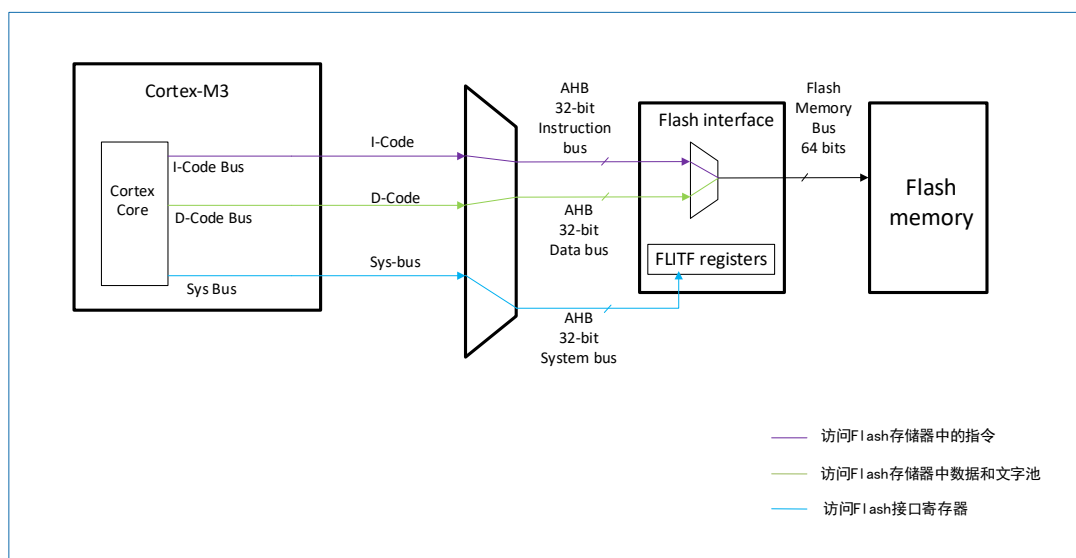 Cortex-M3
Cortex
Core
I-Code Bus
D-Code Bus
Sys Bus
I-Code
D-Code
Sys-bus
AHB
32-bit
Instruction
bus
AHB
32-bit
Data bus
AHB
32-bit
System bus
Flash interface
FLITF registers
Flash
Memory
Bus
64 bits
Flash
memory
访问Flash存储器中的指令
访问Flash存储器中数据和文字池
访问Flash接口寄存器